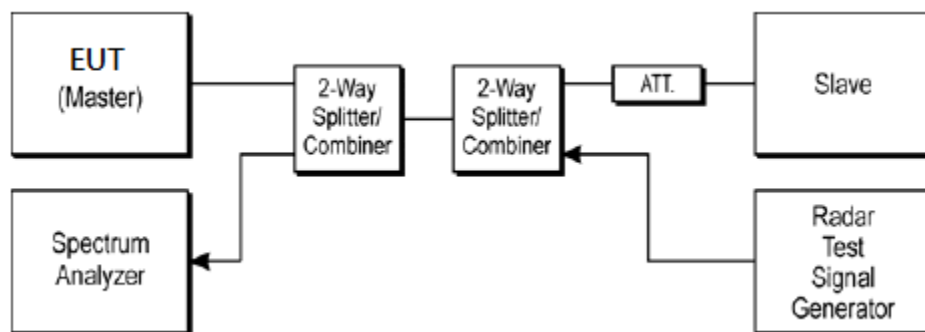 EUT
(Master)
2-Way
Splitter/
Combiner
2-Way
Splitter/
Combiner
ATT.
Slave
Spectrum
Analyzer
Radar
Test
Signal
Generator